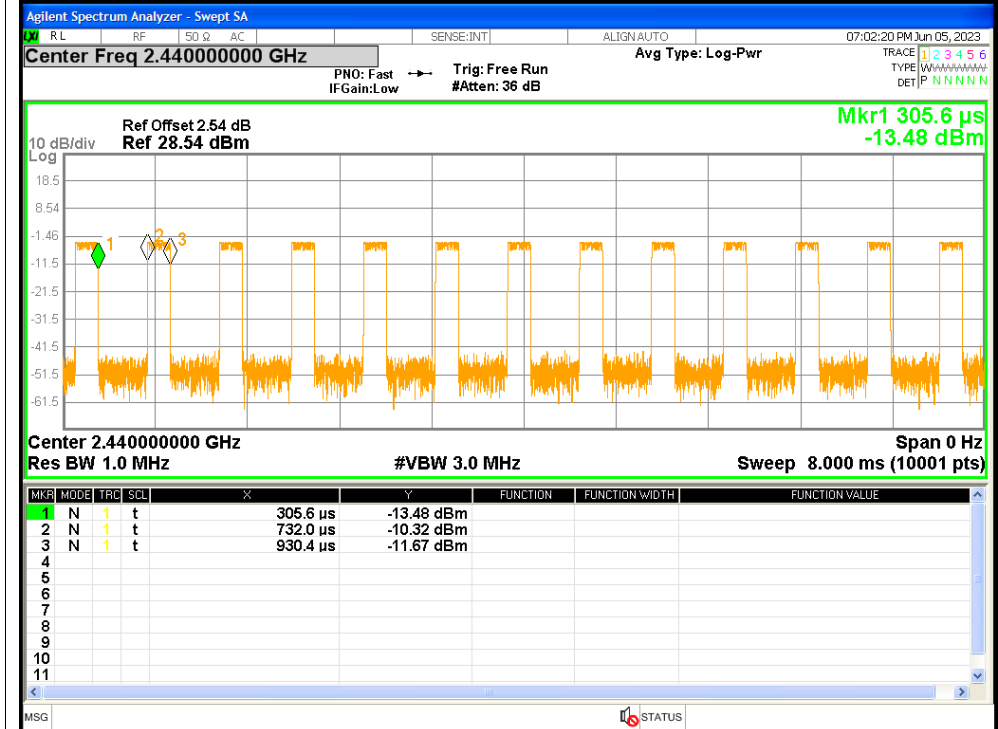 Agilent Spectrum Analyzer - Swept SA
LXI RL RF 50 Ω AC SENSE:INT ALIGNAUTO 07:02:20 PM Jun 05, 2023
Center Freq 2.440000000 GHz Avg Type: Log-Pwr TRACE 1 2 3 4 5 6
PNO: Fast Trig: Free Run TYPE WWWWWW
IFGain:Low #Atten: 36 dB DET P N N N N N
Mkr1 305.6 µs
Ref Offset 2.54 dB
10 dB/div Ref 28.54 dBm -13.48 dBm
Log
18.5
8.54
-1.46
1 2 3
-11.5
-21.5
-31.5
-41.5
-51.5
-61.5
Center 2.440000000 GHz Span 0 Hz
Res BW 1.0 MHz #VBW 3.0 MHz Sweep 8.000 ms (10001 pts)
MKR MODE TRC SCL X Y FUNCTION FUNCTION WIDTH FUNCTION VALUE
1 N 1 t 305.6 µs -13.48 dBm
2 N 1 t 732.0 µs -10.32 dBm
3 N 1 t 930.4 µs -11.67 dBm
4
5
6
7
8
9
10
11
MSG STATUS